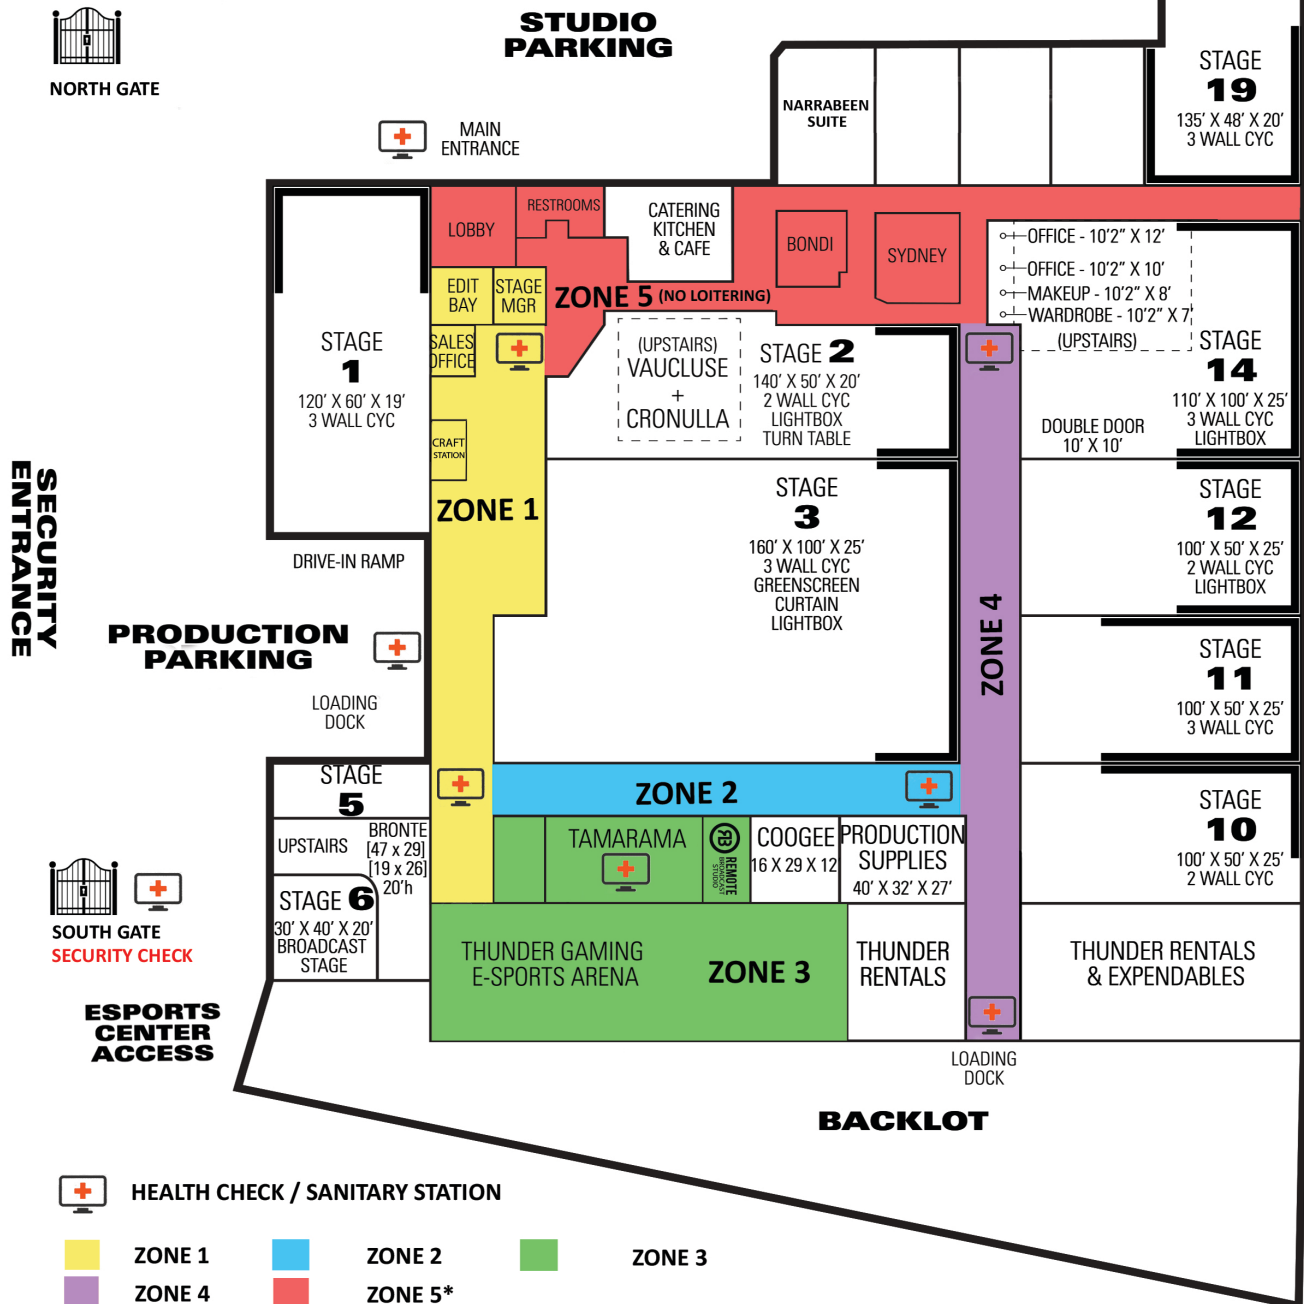 STUDIO
PARKING
NORTH GATE
MAIN
ENTRANCE
NARRABEEN
SUITE
STAGE
19
135' X 48' X 20'
3 WALL CYC
LOBBY
RESTROOMS
CATERING
KITCHEN
& CAFE
BONDI
SYDNEY
OFFICE - 10'2" X 12'
OFFICE - 10'2" X 10'
MAKEUP - 10'2" X 8'
WARDROBE - 10'2" X 7'
(UPSTAIRS)
EDIT
BAY
STAGE
MGR
ZONE 5 (NO LOITERING)
SALES
OFFICE
STAGE
1
120' X 60' X 19'
3 WALL CYC
(UPSTAIRS)
VAUCLUSE
+
CRONULLA
STAGE 2
140' X 50' X 20'
2 WALL CYC
LIGHTBOX
TURN TABLE
STAGE
14
110' X 100' X 25'
3 WALL CYC
LIGHTBOX
DOUBLE DOOR
10' X 10'
CRAFT
STATION
ZONE 1
STAGE
3
160' X 100' X 25'
3 WALL CYC
GREENSCREEN
CURTAIN
LIGHTBOX
STAGE
12
100' X 50' X 25'
2 WALL CYC
LIGHTBOX
SECURITY
ENTRANCE
DRIVE-IN RAMP
PRODUCTION
PARKING
LOADING
DOCK
ZONE 4
STAGE
11
100' X 50' X 25'
3 WALL CYC
STAGE
5
UPSTAIRS
BRONTE
[47 x 29]
[19 x 26]
20'h
ZONE 2
STAGE
10
100' X 50' X 25'
2 WALL CYC
TAMARAMA
RB
REMOTE
BROADCAST
STUDIO
COOGEE
16 X 29 X 12
PRODUCTION
SUPPLIES
40' X 32' X 27'
STAGE 6
30' X 40' X 20'
BROADCAST
STAGE
SOUTH GATE
SECURITY CHECK
THUNDER GAMING
E-SPORTS ARENA
ZONE 3
THUNDER
RENTALS
THUNDER RENTALS
& EXPENDABLES
ESPORTS
CENTER
ACCESS
LOADING
DOCK
BACKLOT
HEALTH CHECK / SANITARY STATION
ZONE 1
ZONE 2
ZONE 3
ZONE 4
ZONE 5*